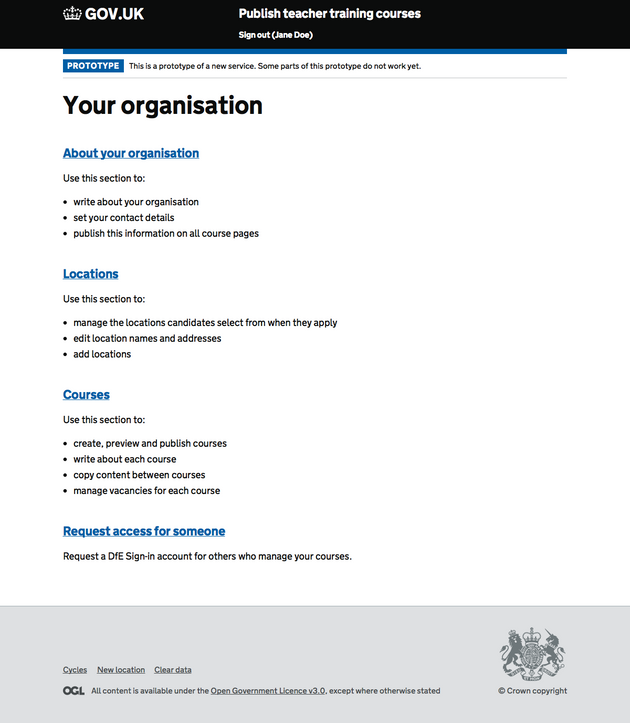 GOV.UK
Publish teacher training courses
Sign out (Jane Doe)
PROTOTYPE This is a prototype of a new service. Some parts of this prototype do not work yet.
Your organisation
About your organisation
Use this section to:
• write about your organisation
• set your contact details
• publish this information on all course pages
Locations
Use this section to:
• manage the locations candidates select from when they apply
• edit location names and addresses
• add locations
Courses
Use this section to:
• create, preview and publish courses
• write about each course
• copy content between courses
• manage vacancies for each course
Request access for someone
Request a DfE Sign-in account for others who manage your courses.
Cycles New location Clear data
OGL All content is available under the Open Government Licence v3.0, except where otherwise stated
© Crown copyright